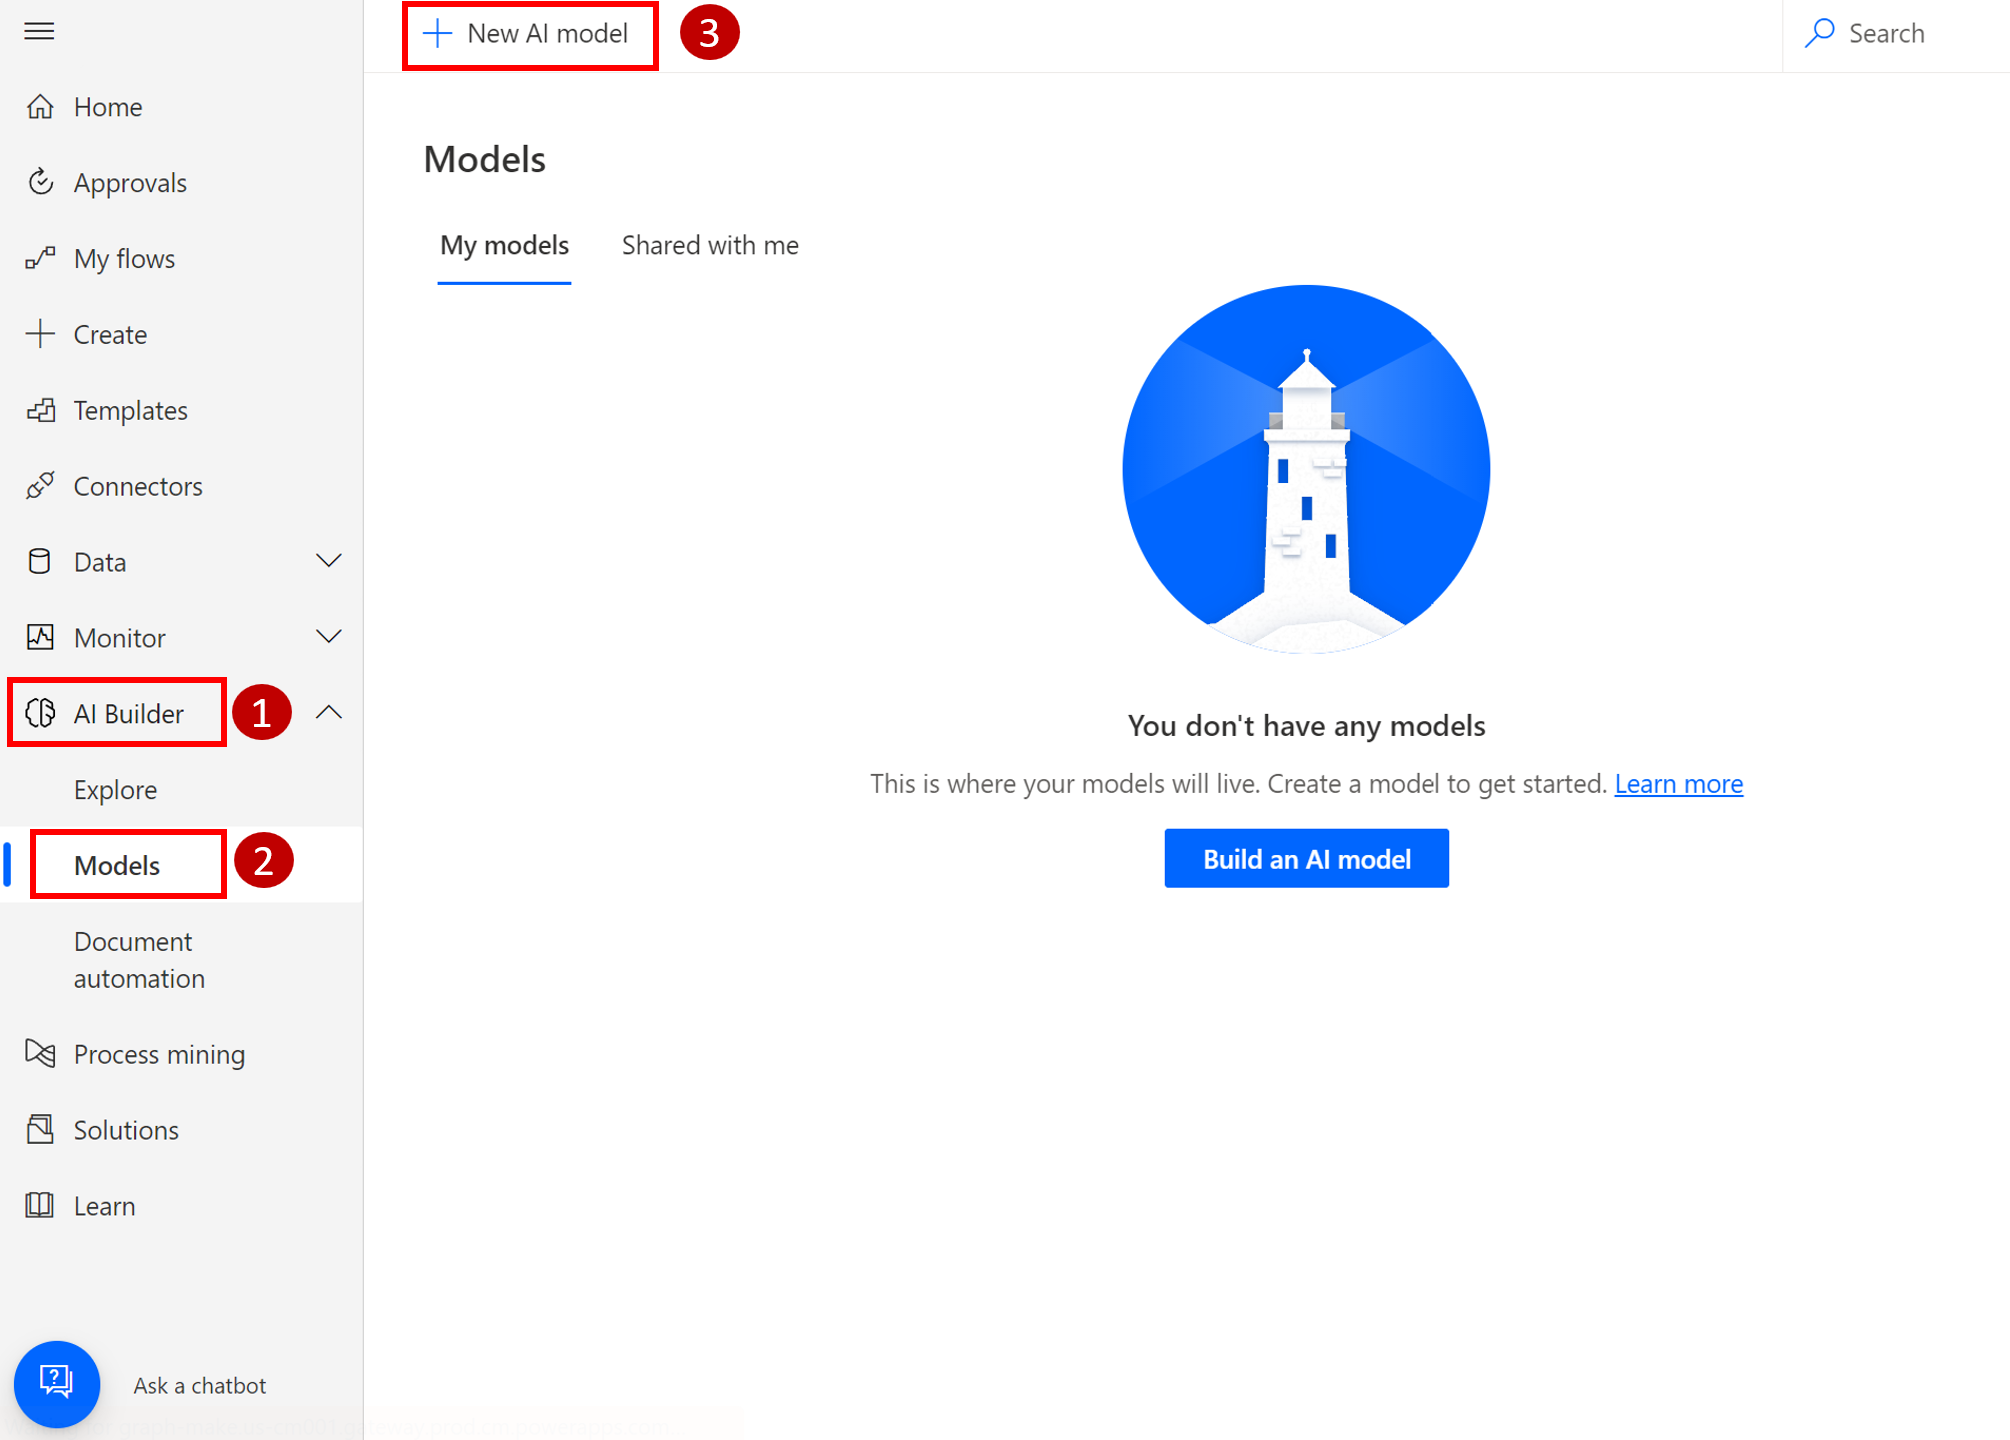 New AI model
3
Search
Home
Approvals
My flows
Create
Templates
Connectors
Data
Monitor
AI Builder
1
Explore
Models
2
Document
automation
Process mining
Solutions
Learn
Ask a chatbot
Models
My models
Shared with me
You don't have any models
This is where your models will live. Create a model to get started. Learn more
Build an AI model